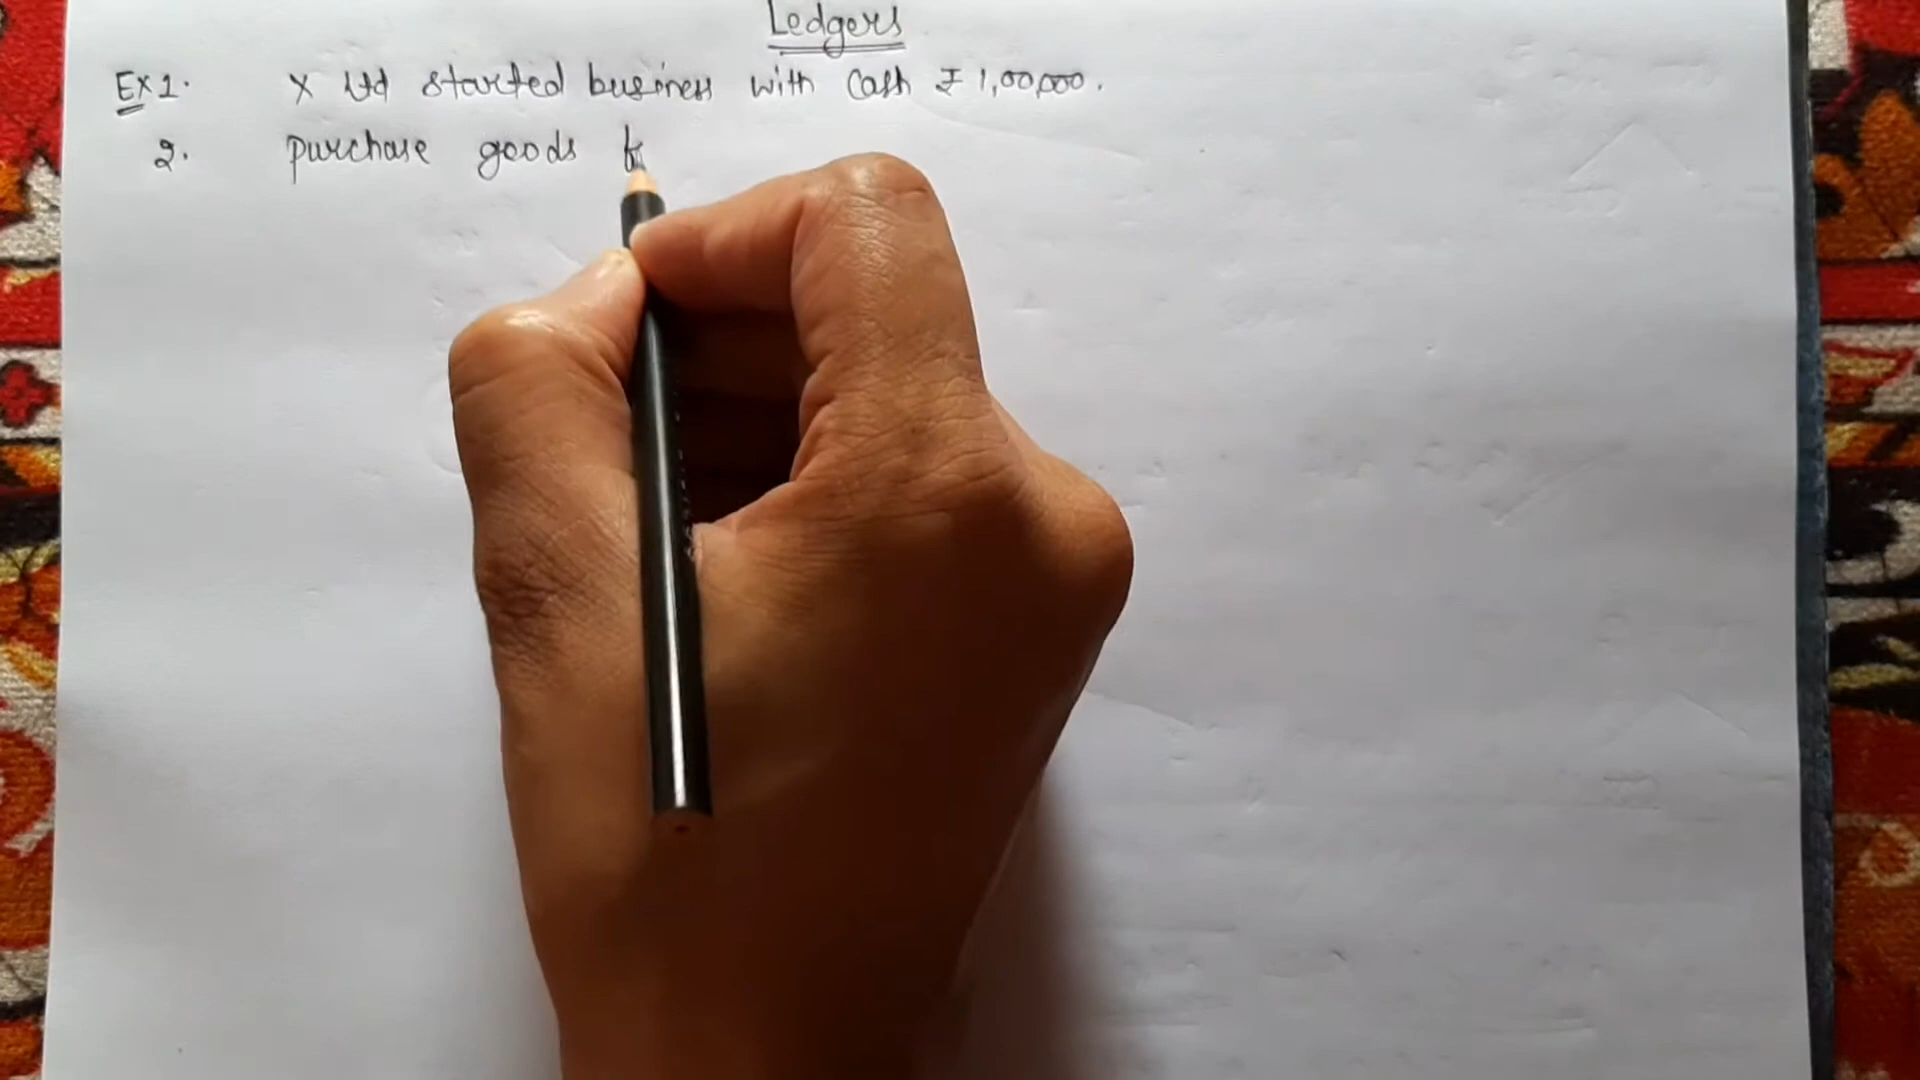 Ledgers
Ex 1. X Ltd started business with Cash ₹ 1,00,000.
2. purchase goods